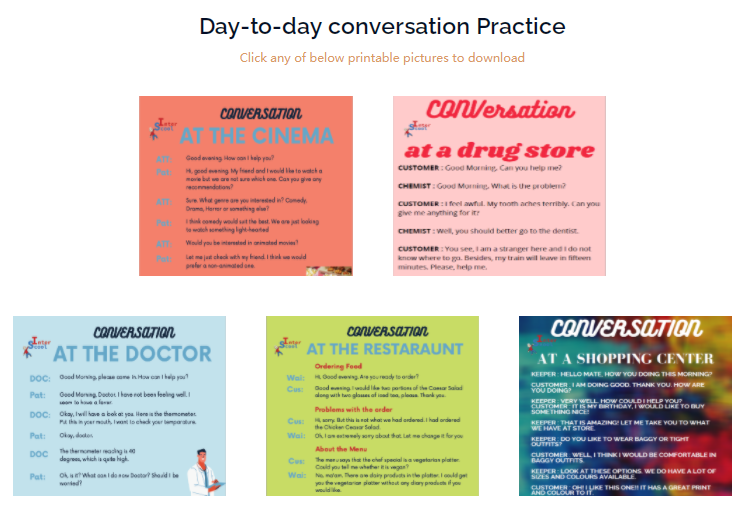 Day-to-day conversation Practice
Click any of below printable pictures to download
CONVERSATION
Inter
School
AT THE CINEMA
Good evening. How can I help you?
Pat:
Hi, good evening. My friend and I would like to watch a
movie but we are not sure which one. Can you give any
recommendations?
Sure. What genre are you interested in? Comedy,
Drama, Horror or something else?
I think comedy would suit the best. We are just looking
to watch something light-hearted
Would you be interested in animated movies?
Pat:
Let me just check with my friend. I think we would
prefer a non-animated one.
CONVersation
at a drug store
CUSTOMER : Good Morning, Can you help me?
CHEMIST : Good Morning, What is the problem?
CUSTOMER : I feel awful. My tooth aches terribly. Can you
give me anything for it?
CHEMIST : Well, you should better go to the dentist.
CUSTOMER : You see, I am a stranger here and I do not
know where to go. Besides, my train will leave in fifteen
minutes. Please, help me.
CONVERSATION
AT THE DOCTOR
DOC: Good Morning, please come in. How can I help you?
Pat: Good Morning, Doctor. I have not been feeling well. I
seem to have a fever.
DOC: Okay, I will have a look at you. Here is the thermometer.
Put this in your mouth, I want to check your temperature.
Pat: Okay, doctor.
DOC The thermometer reading is 40
degrees, which is quite high.
Pat: Oh, is it? What can I do now Doctor? Should I be
worried?
CONVERSATION
AT THE RESTARAUNT
Ordering Food
Wai: Hi, Good evening. Are you ready to order?
Cus: Good evening. I would like two portions of the Caesar Salad
along with two glasses of red too, please. Thank you.
Problems with the order
Cus: Hi, sorry. But this is not what we ordered. I had ordered
the Chicken Caesar Salad.
Wai: Oh, I am extremely sorry about that. Let me change it for you
About the Menu
Cus: The menu says that the chef special is a vegetarian platter.
Could you tell me whether it is vegan?
Wai: No, ma'am. There are dairy products in the platter. I could get
you the vegetarian platter without any dairy products if you
would like.
CONVERSATION
AT A SHOPPING CENTER
KEEPER : HELLO MATE, HOW YOU DOING THIS MORNING?
CUSTOMER : I AM DOING GOOD. THANK YOU. HOW ARE
YOU DOING?
KEEPER : VERY WELL. HOW COULD I HELP YOU?
CUSTOMER : IT IS MY BIRTHDAY, I WOULD LIKE TO BUY
SOMETHING NICE!
KEEPER : THAT IS AMAZING! LET ME TAKE YOU TO WHAT
WE HAVE AT STORE.
KEEPER : DO YOU LIKE TO WEAR BAGGY OR TIGHT
OUTFITS?
CUSTOMER : WELL, I THINK I WOULD BE COMFORTABLE IN
BAGGY OUTFITS.
KEEPER : LOOK AT THESE OPTIONS. WE DO HAVE A LOT OF
SIZES AND COLOURS AVAILABLE.
CUSTOMER : OH! I LIKE THIS ONE!! IT HAS A GREAT PRINT
AND COLOUR TO IT.